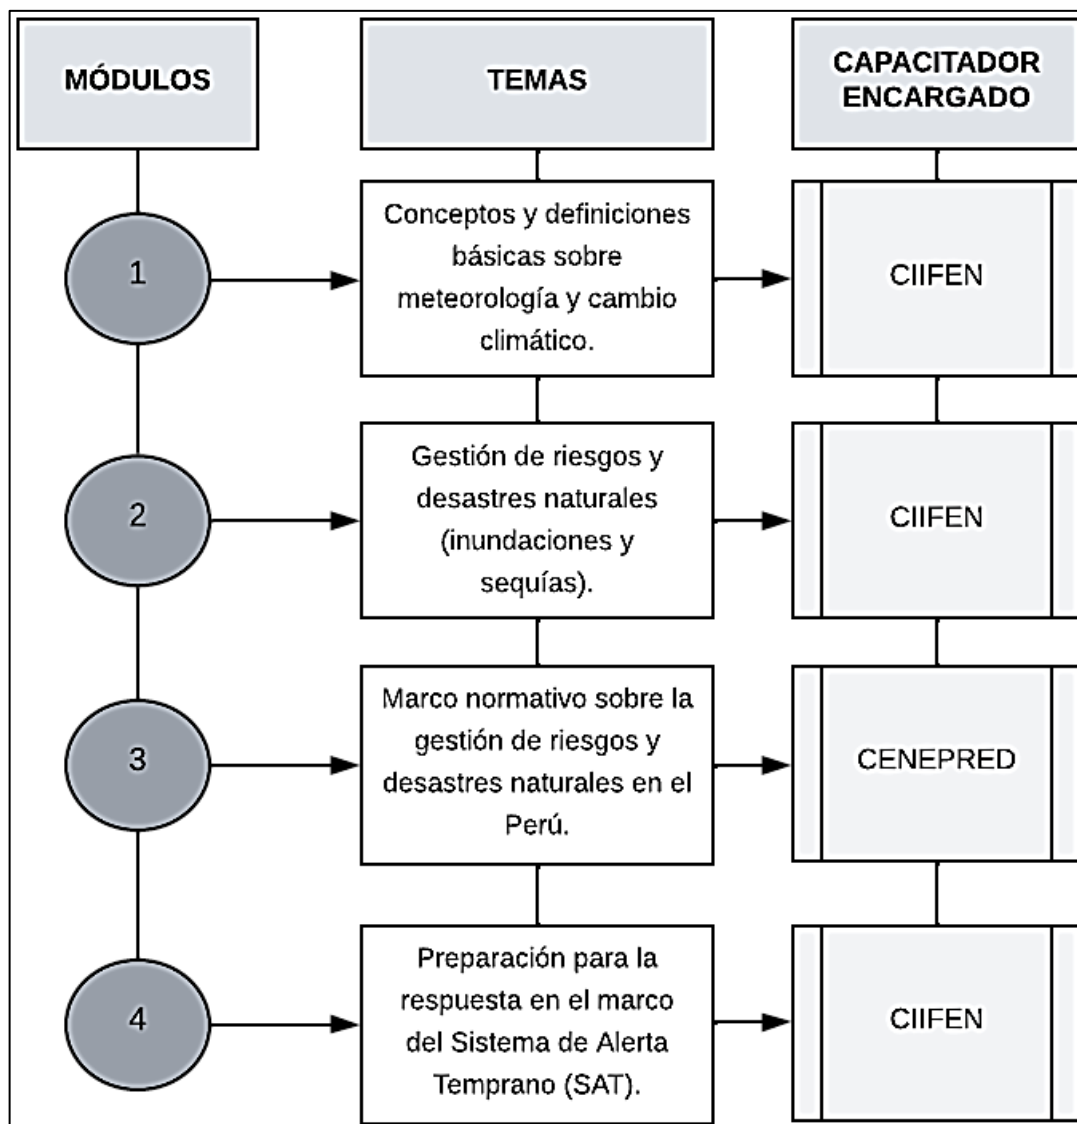 MÓDULOS
TEMAS
CAPACITADOR
ENCARGADO
1
Conceptos y definiciones
básicas sobre
meteorología y cambio
climático.
CIIFEN
2
Gestión de riesgos y
desastres naturales
(inundaciones y
sequías).
CIIFEN
3
Marco normativo sobre la
gestión de riesgos y
desastres naturales en el
Perú.
CENEPRED
4
Preparación para la
respuesta en el marco
del Sistema de Alerta
Temprano (SAT).
CIIFEN